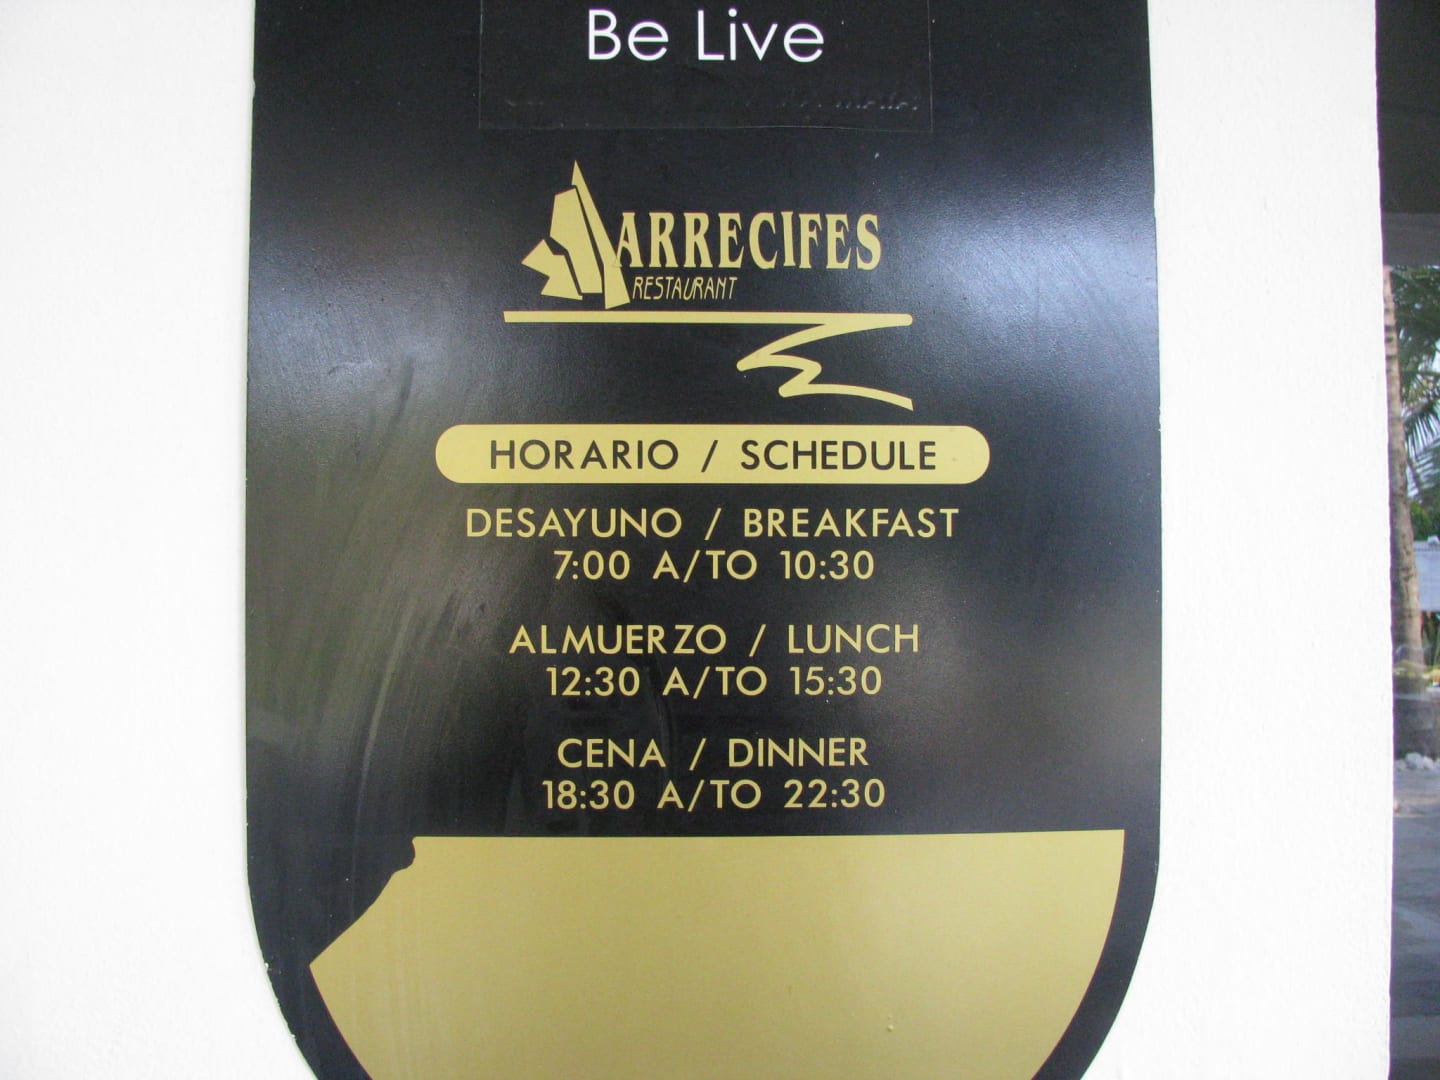 Be Live
ARRECIFES
RESTAURANT
HORARIO / SCHEDULE
DESAYUNO / BREAKFAST
7:00 A/TO 10:30
ALMUERZO / LUNCH
12:30 A/TO 15:30
CENA / DINNER
18:30 A/TO 22:30